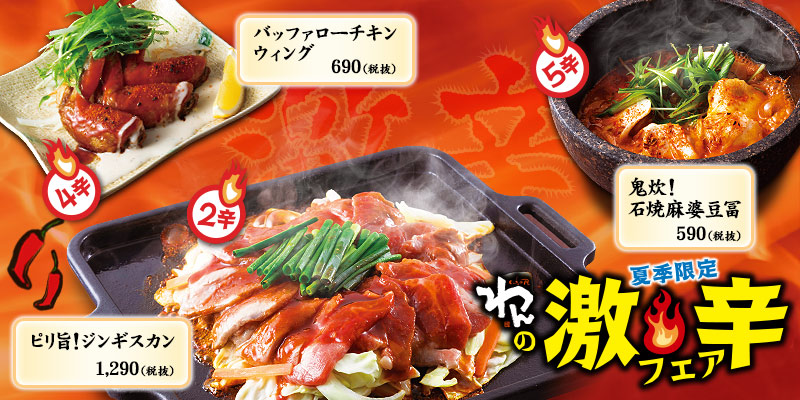 激辛
バッファローチキン
ウィング
690(税抜)
5辛
4辛
2辛
鬼炊!
石焼麻婆豆冨
590(税抜)
ピリ旨!ジンギスカン
1,290(税抜)
夏季限定
わんの
激辛
フェア